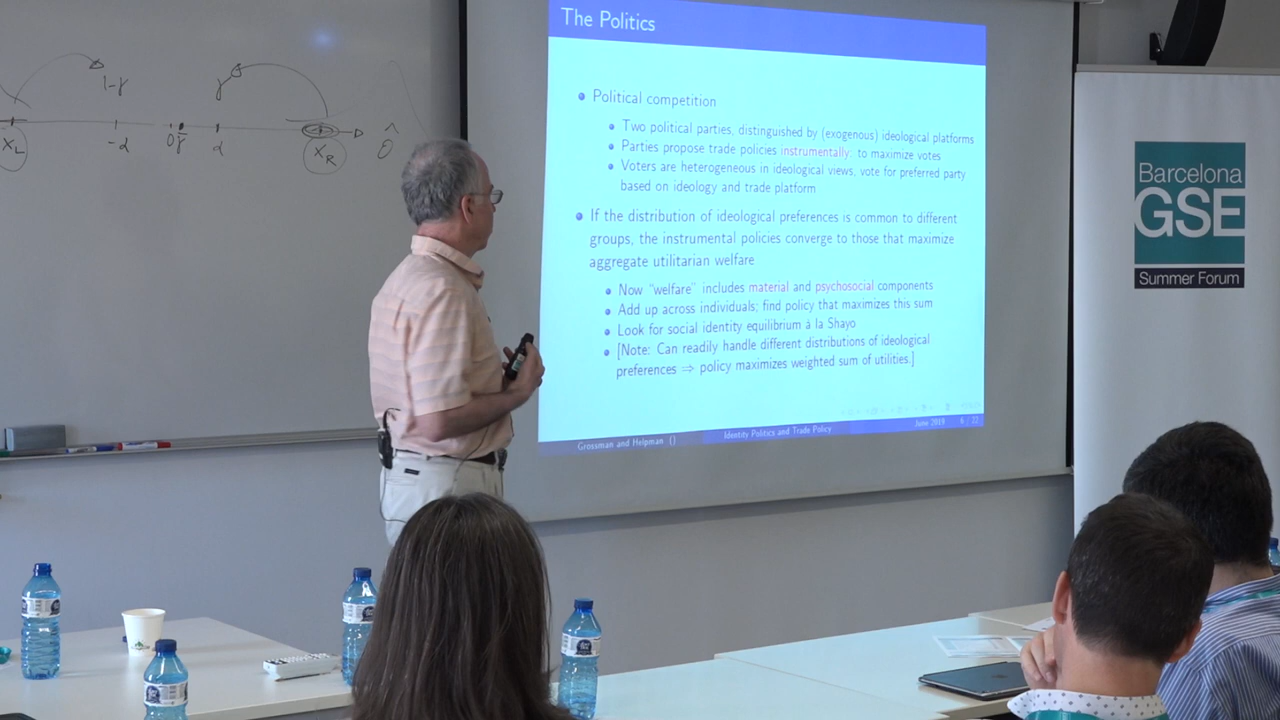 1-γ
γ
X_L
-α
0
γ̄
α
X_R
θ̂
The Politics
Political competition
Two political parties, distinguished by (exogenous) ideological platforms
Parties propose trade policies instrumentally: to maximize votes
Voters are heterogeneous in ideological views, vote for preferred party
based on ideology and trade platform
If the distribution of ideological preferences is common to different
groups, the instrumental policies converge to those that maximize
aggregate utilitarian welfare
Now “welfare” includes material and psychosocial components
Add up across individuals; find policy that maximizes this sum
Look for social identity equilibrium à la Shayo
[Note: Can readily handle different distributions of ideological
preferences ⇒ policy maximizes weighted sum of utilities.]
Grossman and Helpman ()
Identity Politics and Trade Policy
June 2019
6 / 22
Barcelona
GSE
Summer Forum